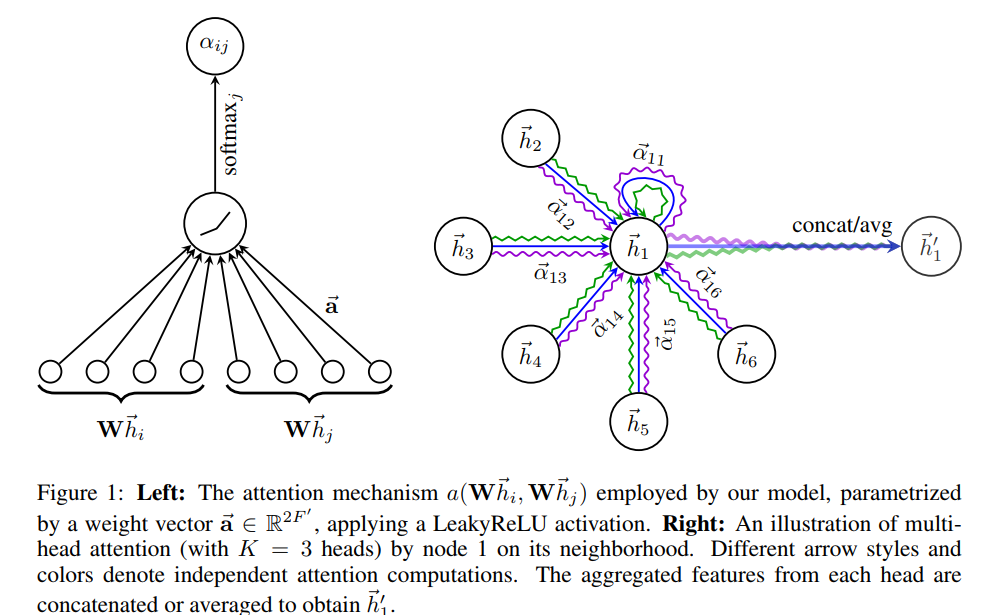 αᵢⱼ
softmaxⱼ
a⃗
Wh⃗ᵢ
Wh⃗ⱼ
h⃗₂
α⃗₁₁
α⃗₁₂
h⃗₃
h⃗₁
concat/avg
h⃗′₁
α⃗₁₃
α⃗₁₆
α⃗₁₄
α⃗₁₅
h⃗₄
h⃗₆
h⃗₅
Figure 1: Left: The attention mechanism a(Wh⃗ᵢ, Wh⃗ⱼ) employed by our model, parametrized
by a weight vector a⃗ ∈ ℝ²ᶠ′, applying a LeakyReLU activation. Right: An illustration of multi-
head attention (with K = 3 heads) by node 1 on its neighborhood. Different arrow styles and
colors denote independent attention computations. The aggregated features from each head are
concatenated or averaged to obtain h⃗′₁.